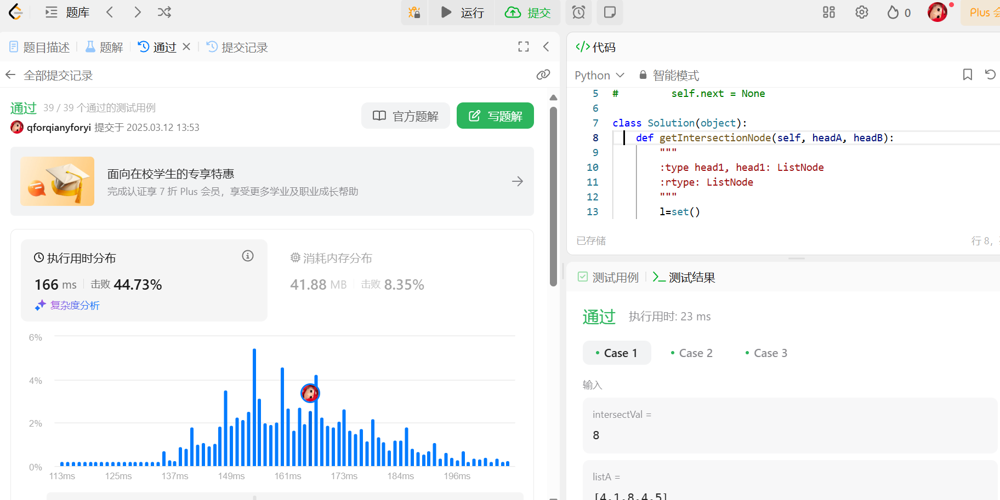 题库
运行
提交
0
Plus
题目描述
题解
通过
提交记录
全部提交记录
通过 39 / 39 个通过的测试用例
qforqianyforyi 提交于 2025.03.12 13:53
官方题解
写题解
面向在校学生的专享特惠
完成认证享 7 折 Plus 会员，享受更多学业及职业成长帮助
执行用时分布
166 ms 击败 44.73%
复杂度分析
消耗内存分布
41.88 MB 击败 8.35%
6%
4%
2%
0%
113ms 125ms 137ms 149ms 161ms 173ms 184ms 196ms
</> 代码
Python 智能模式
5 #         self.next = None
6
7 class Solution(object):
8     def getIntersectionNode(self, headA, headB):
9         """
10         :type head1, head1: ListNode
11         :rtype: ListNode
12         """
13         l=set()
已存储
行 8,
测试用例
>_ 测试结果
通过 执行用时: 23 ms
Case 1
Case 2
Case 3
输入
intersectVal =
8
listA =
[4,1,8,4,5]